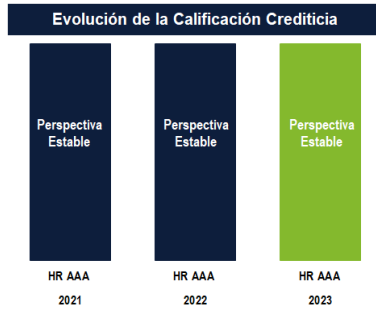 Evolución de la Calificación Crediticia
Perspectiva Estable
Perspectiva Estable
Perspectiva Estable
HR AAA HR AAA HR AAA
2021 2022 2023